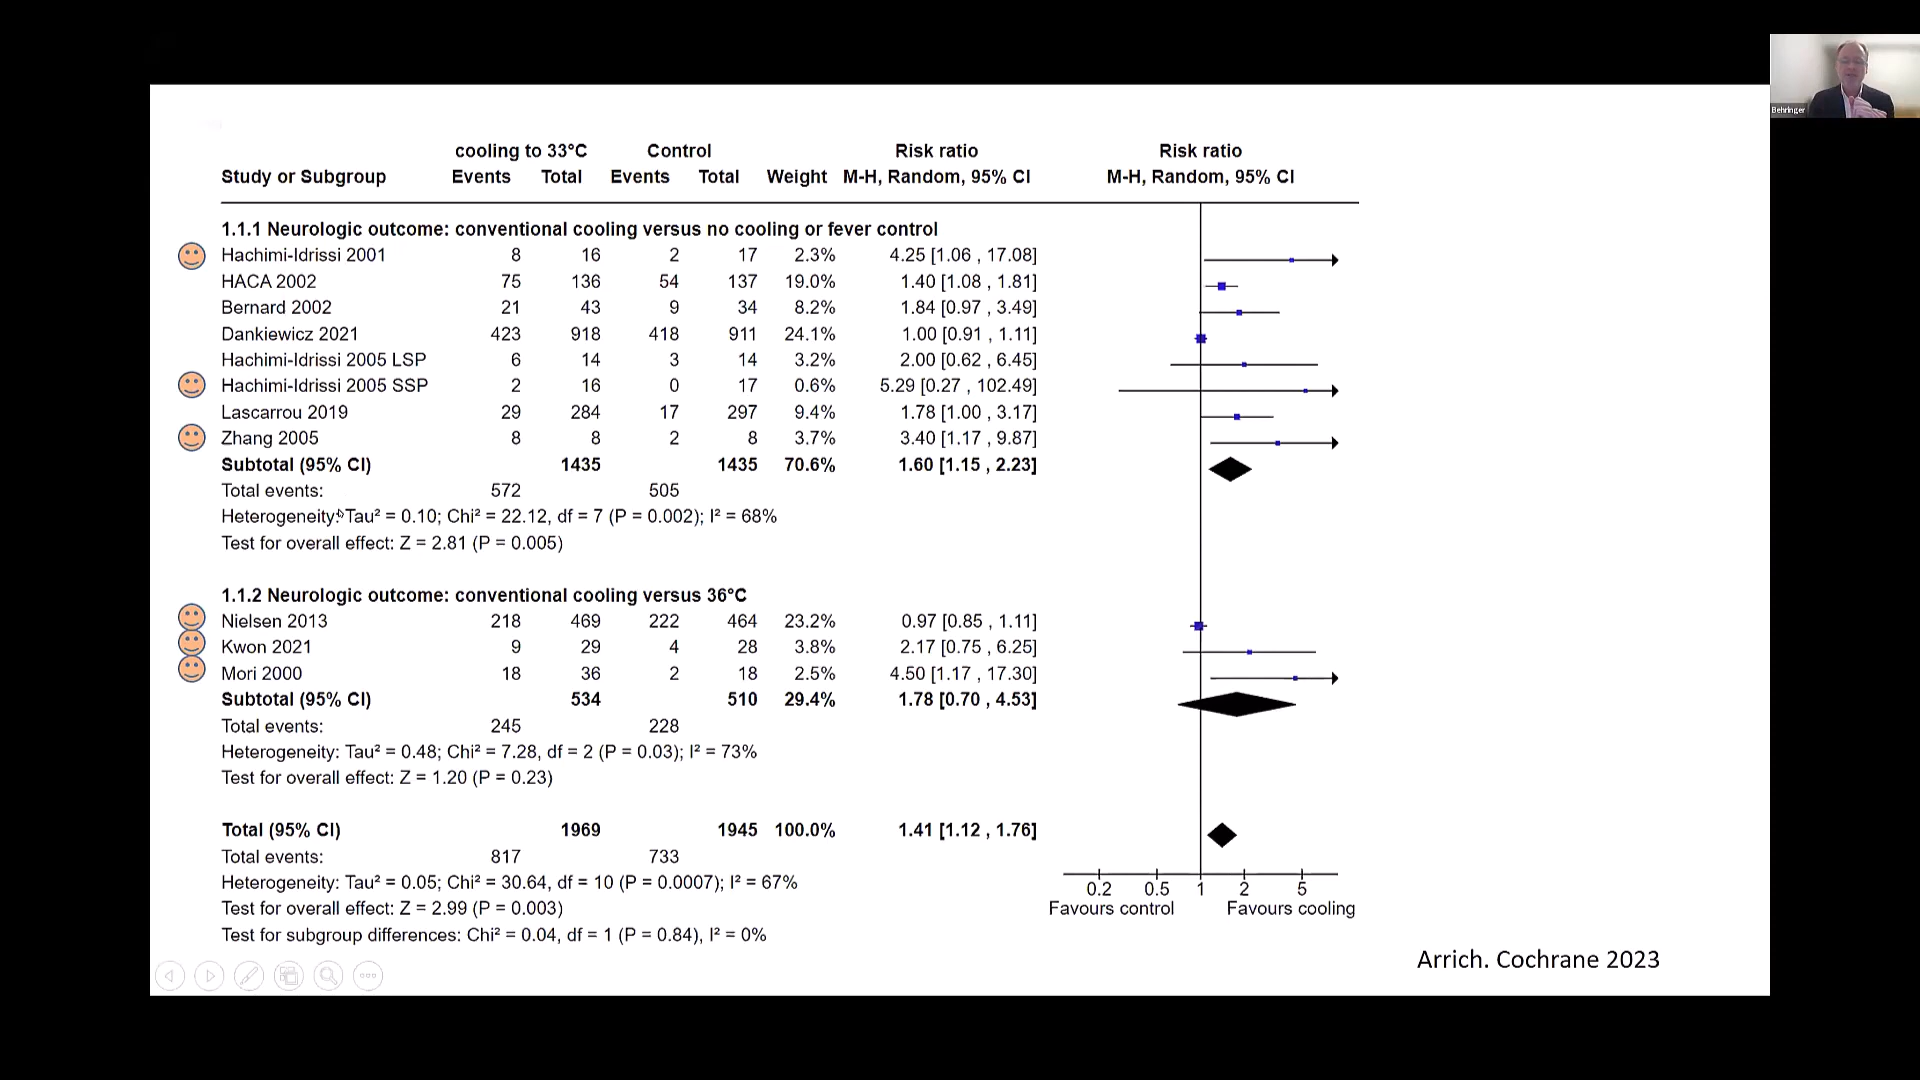 Behringer
cooling to 33°C Control Risk ratio Risk ratio
Study or Subgroup Events Total Events Total Weight M-H, Random, 95% CI M-H, Random, 95% CI
1.1.1 Neurologic outcome: conventional cooling versus no cooling or fever control
Hachimi-Idrissi 2001 8 16 2 17 2.3% 4.25 [1.06 , 17.08]
HACA 2002 75 136 54 137 19.0% 1.40 [1.08 , 1.81]
Bernard 2002 21 43 9 34 8.2% 1.84 [0.97 , 3.49]
Dankiewicz 2021 423 918 418 911 24.1% 1.00 [0.91 , 1.11]
Hachimi-Idrissi 2005 LSP 6 14 3 14 3.2% 2.00 [0.62 , 6.45]
Hachimi-Idrissi 2005 SSP 2 16 0 17 0.6% 5.29 [0.27 , 102.49]
Lascarrou 2019 29 284 17 297 9.4% 1.78 [1.00 , 3.17]
Zhang 2005 8 8 2 8 3.7% 3.40 [1.17 , 9.87]
Subtotal (95% CI) 1435 1435 70.6% 1.60 [1.15 , 2.23]
Total events: 572 505
Heterogeneity: Tau² = 0.10; Chi² = 22.12, df = 7 (P = 0.002); I² = 68%
Test for overall effect: Z = 2.81 (P = 0.005)
1.1.2 Neurologic outcome: conventional cooling versus 36°C
Nielsen 2013 218 469 222 464 23.2% 0.97 [0.85 , 1.11]
Kwon 2021 9 29 4 28 3.8% 2.17 [0.75 , 6.25]
Mori 2000 18 36 2 18 2.5% 4.50 [1.17 , 17.30]
Subtotal (95% CI) 534 510 29.4% 1.78 [0.70 , 4.53]
Total events: 245 228
Heterogeneity: Tau² = 0.48; Chi² = 7.28, df = 2 (P = 0.03); I² = 73%
Test for overall effect: Z = 1.20 (P = 0.23)
Total (95% CI) 1969 1945 100.0% 1.41 [1.12 , 1.76]
Total events: 817 733
Heterogeneity: Tau² = 0.05; Chi² = 30.64, df = 10 (P = 0.0007); I² = 67%
Test for overall effect: Z = 2.99 (P = 0.003)
Test for subgroup differences: Chi² = 0.04, df = 1 (P = 0.84), I² = 0%
0.2 0.5 1 2 5
Favours control Favours cooling
Arrich. Cochrane 2023